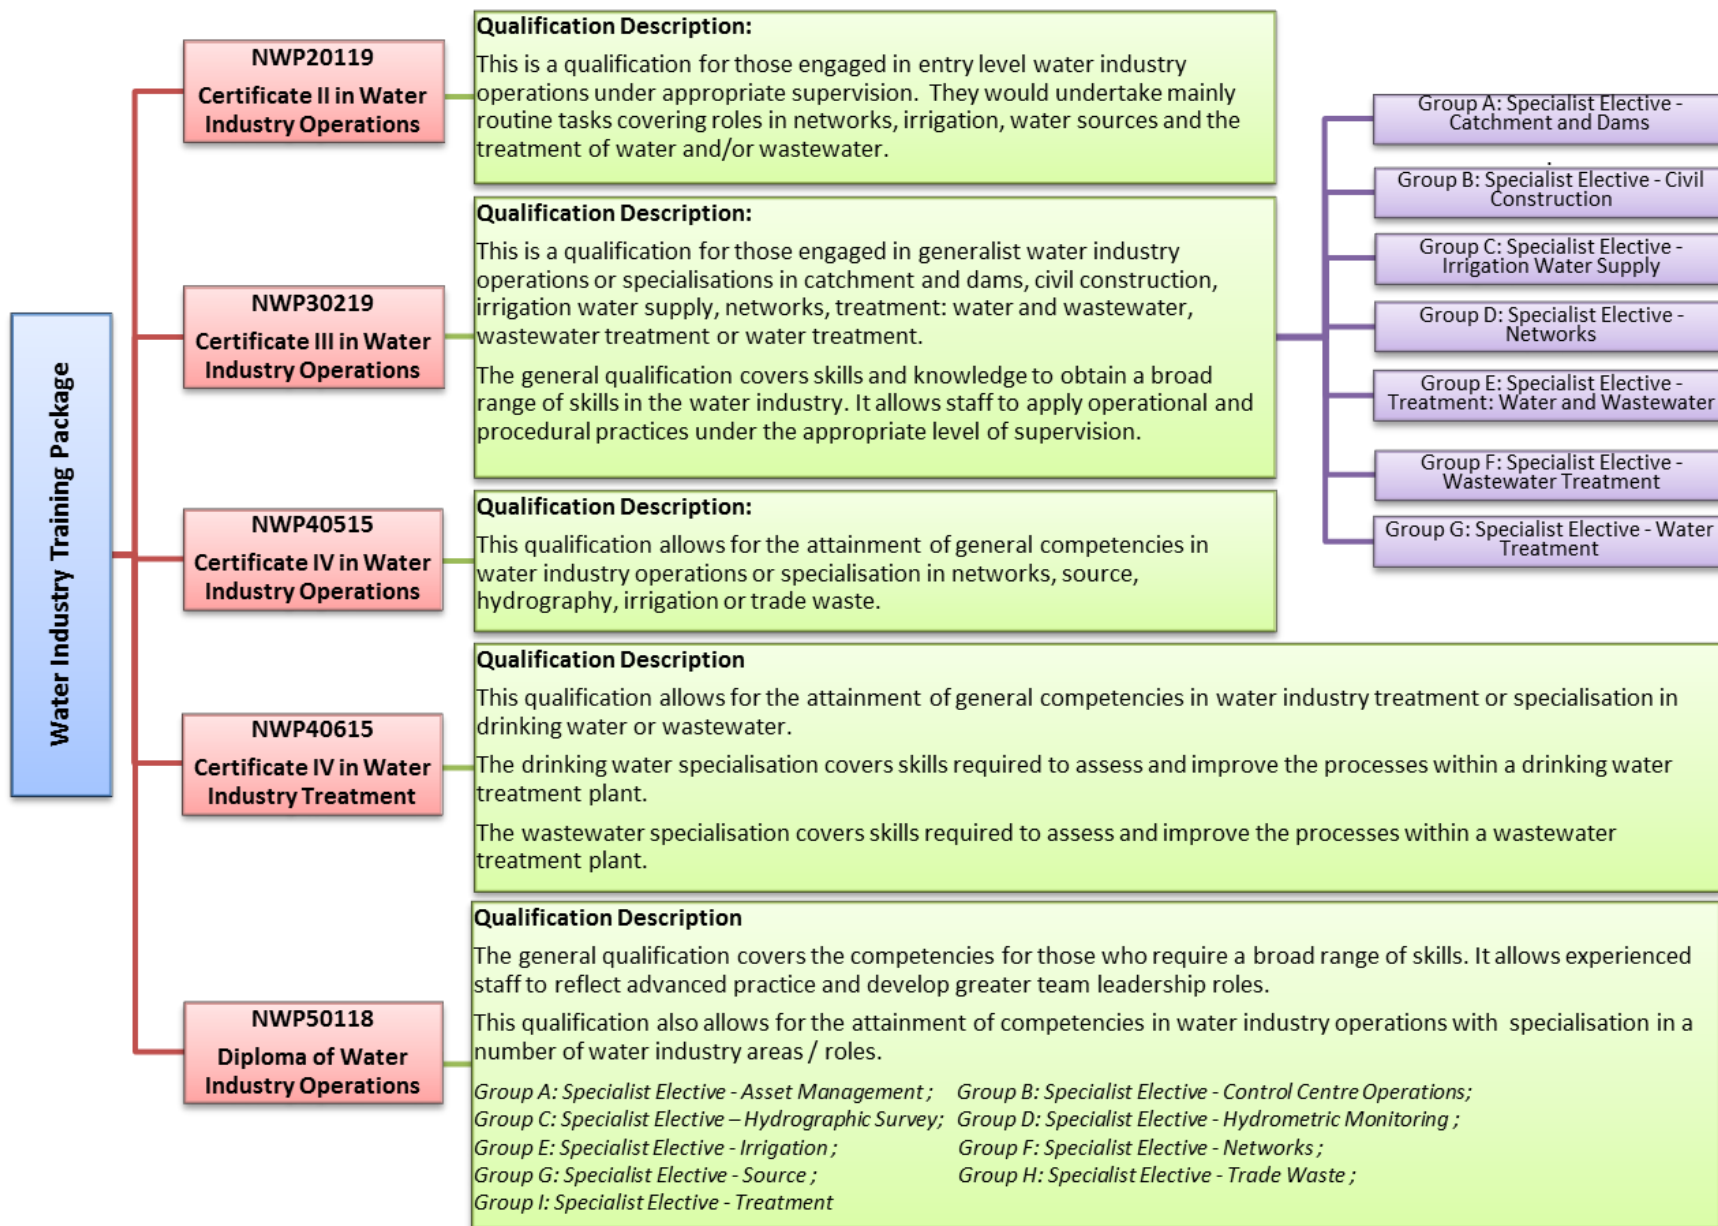 Water Industry Training Package
NWP20119
Certificate II in Water
Industry Operations
Qualification Description:
This is a qualification for those engaged in entry level water industry
operations under appropriate supervision.  They would undertake mainly
routine tasks covering roles in networks, irrigation, water sources and the
treatment of water and/or wastewater.
NWP30219
Certificate III in Water
Industry Operations
Qualification Description:
This is a qualification for those engaged in generalist water industry
operations or specialisations in catchment and dams, civil construction,
irrigation water supply, networks, treatment: water and wastewater,
wastewater treatment or water treatment.
The general qualification covers skills and knowledge to obtain a broad
range of skills in the water industry. It allows staff to apply operational and
procedural practices under the appropriate level of supervision.
Group A: Specialist Elective -
Catchment and Dams
.
Group B: Specialist Elective - Civil
Construction
Group C: Specialist Elective -
Irrigation Water Supply
Group D: Specialist Elective -
Networks
Group E: Specialist Elective -
Treatment: Water and Wastewater
Group F: Specialist Elective -
Wastewater Treatment
Group G: Specialist Elective - Water
Treatment
NWP40515
Certificate IV in Water
Industry Operations
Qualification Description:
This qualification allows for the attainment of general competencies in
water industry operations or specialisation in networks, source,
hydrography, irrigation or trade waste.
NWP40615
Certificate IV in Water
Industry Treatment
Qualification Description
This qualification allows for the attainment of general competencies in water industry treatment or specialisation in
drinking water or wastewater.
The drinking water specialisation covers skills required to assess and improve the processes within a drinking water
treatment plant.
The wastewater specialisation covers skills required to assess and improve the processes within a wastewater
treatment plant.
NWP50118
Diploma of Water
Industry Operations
Qualification Description
The general qualification covers the competencies for those who require a broad range of skills. It allows experienced
staff to reflect advanced practice and develop greater team leadership roles.
This qualification also allows for the attainment of competencies in water industry operations with  specialisation in a
number of water industry areas / roles.
Group A: Specialist Elective - Asset Management ;   Group B: Specialist Elective - Control Centre Operations;
Group C: Specialist Elective – Hydrographic Survey;  Group D: Specialist Elective - Hydrometric Monitoring ;
Group E: Specialist Elective - Irrigation ;   Group F: Specialist Elective - Networks ;
Group G: Specialist Elective - Source ;   Group H: Specialist Elective - Trade Waste ;
Group I: Specialist Elective - Treatment